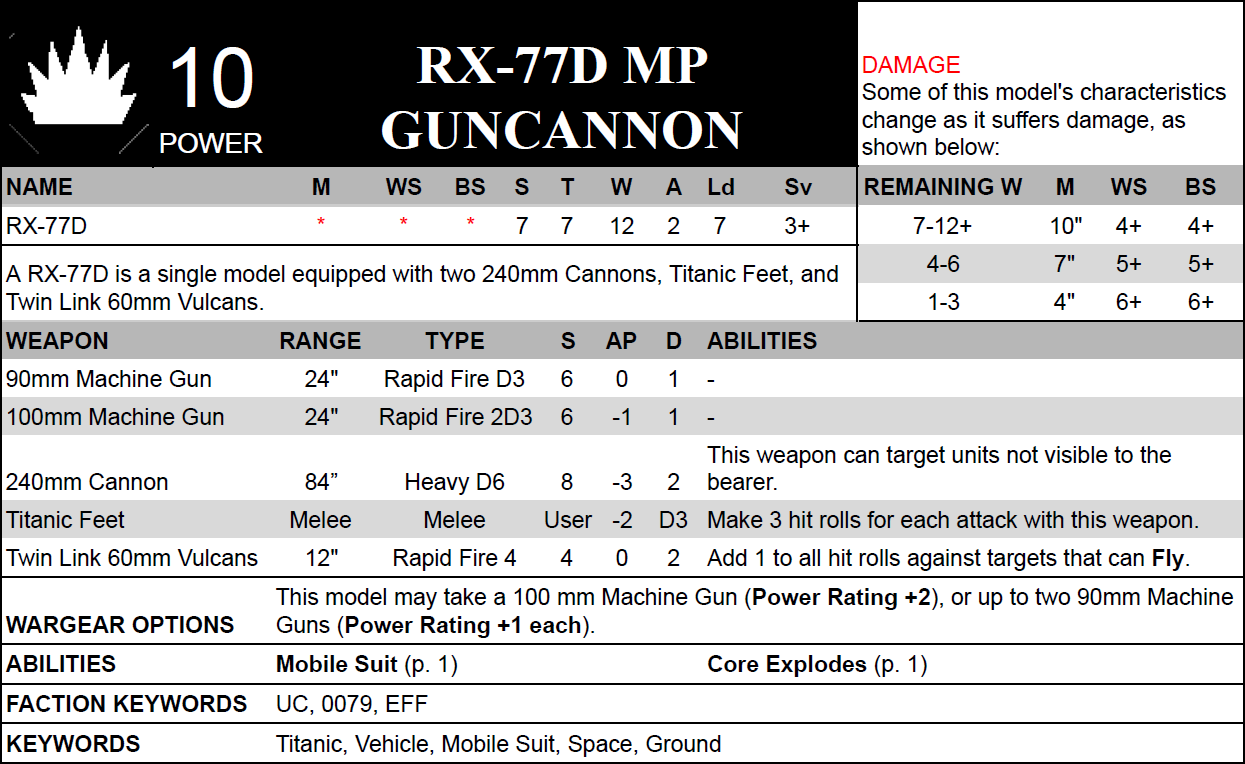 10
POWER
RX-77D MP
GUNCANNON
DAMAGE
Some of this model's characteristics
change as it suffers damage, as
shown below:
NAME M WS BS S T W A Ld Sv
RX-77D * * * 7 7 12 2 7 3+
REMAINING W M WS BS
7-12+ 10" 4+ 4+
4-6 7" 5+ 5+
1-3 4" 6+ 6+
A RX-77D is a single model equipped with two 240mm Cannons, Titanic Feet, and
Twin Link 60mm Vulcans.
WEAPON RANGE TYPE S AP D ABILITIES
90mm Machine Gun 24" Rapid Fire D3 6 0 1 -
100mm Machine Gun 24" Rapid Fire 2D3 6 -1 1 -
This weapon can target units not visible to the
240mm Cannon 84” Heavy D6 8 -3 2 bearer.
Titanic Feet Melee Melee User -2 D3 Make 3 hit rolls for each attack with this weapon.
Twin Link 60mm Vulcans 12" Rapid Fire 4 4 0 2 Add 1 to all hit rolls against targets that can Fly.
This model may take a 100 mm Machine Gun (Power Rating +2), or up to two 90mm Machine
WARGEAR OPTIONS Guns (Power Rating +1 each).
ABILITIES Mobile Suit (p. 1) Core Explodes (p. 1)
FACTION KEYWORDS UC, 0079, EFF
KEYWORDS Titanic, Vehicle, Mobile Suit, Space, Ground